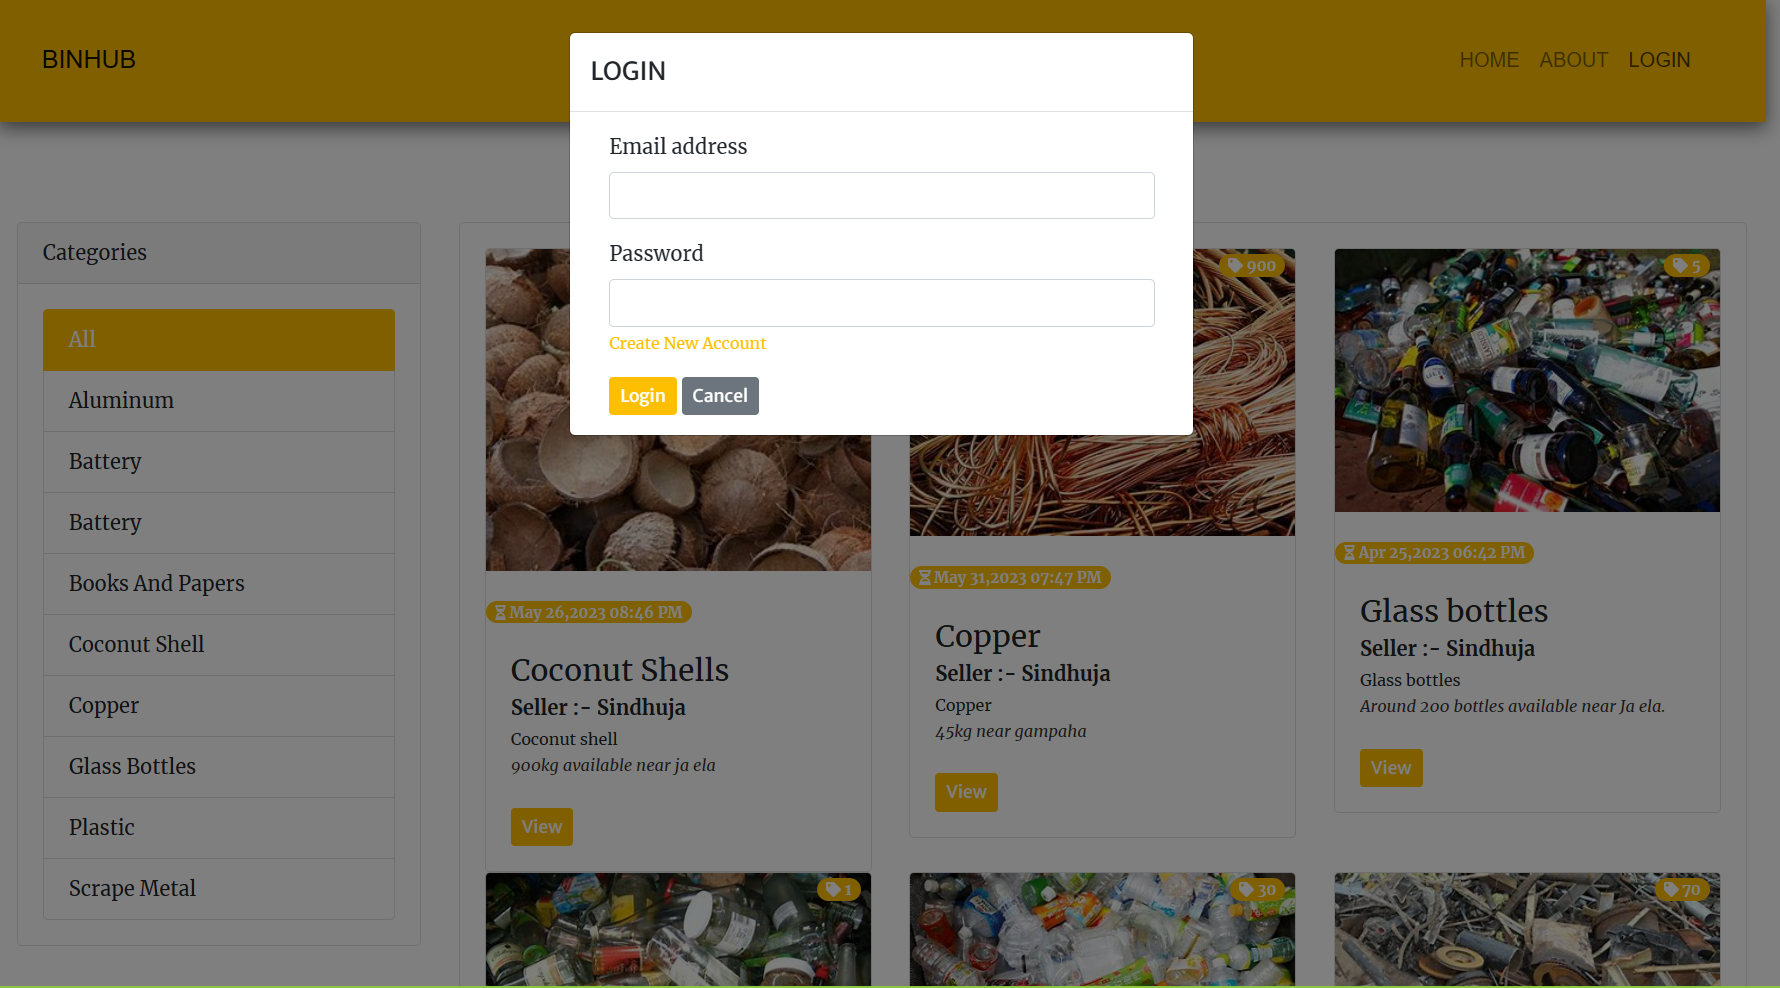 BINHUB
HOME
ABOUT
LOGIN
LOGIN
Email address
Password
Create New Account
Login
Cancel
Categories
All
Aluminum
Battery
Battery
Books And Papers
Coconut Shell
Copper
Glass Bottles
Plastic
Scrape Metal
May 26,2023 08:46 PM
Coconut Shells
Seller :- Sindhuja
Coconut shell
900kg available near ja ela
View
900
May 31,2023 07:47 PM
Copper
Seller :- Sindhuja
Copper
45kg near gampaha
View
5
Apr 25,2023 06:42 PM
Glass bottles
Seller :- Sindhuja
Glass bottles
Around 200 bottles available near Ja ela.
View
1
30
70